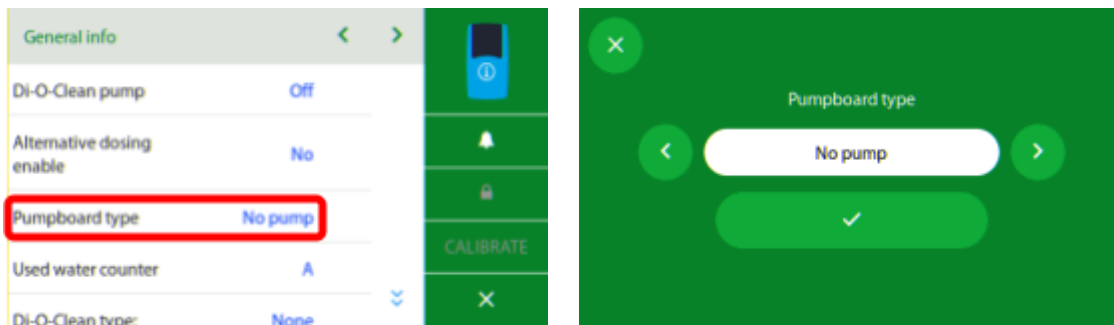 General info
Di-O-Clean pump Off
Alternative dosing
enable No
Pumpboard type No pump
Used water counter A
Di-O-Clean type: None
CALIBRATE
Pumpboard type
No pump